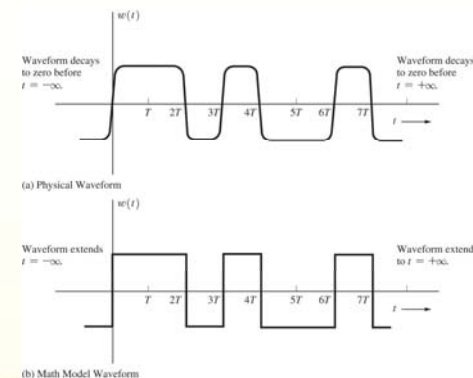 w(t)
Waveform decays
to zero before
t = −∞.
Waveform decays
to zero before
t = +∞.
T 2T 3T 4T 5T 6T 7T t
(a) Physical Waveform
w(t)
Waveform extends
t = −∞.
Waveform extend
to t = +∞.
T 2T 3T 4T 5T 6T 7T t
(b) Math Model Waveform